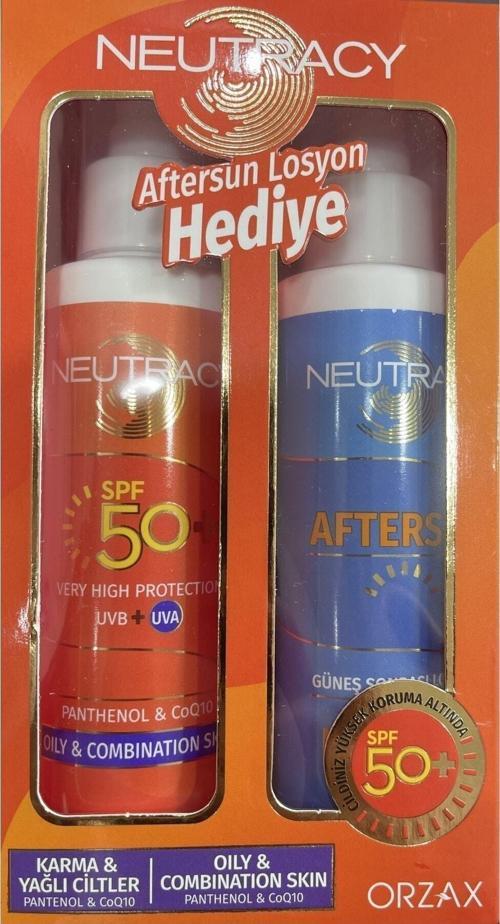 NEUTRACY
Aftersun Losyon
Hediye
NEUTRAC
SPF
50+
VERY HIGH PROTECTION
UVB + UVA
PANTHENOL & CoQ10
OILY & COMBINATION SK
NEUTRA
AFTERS
GÜNEŞ
CİLDİNİZ YÜKSEK KORUMA ALTINDA
SPF
50+
KARMA &
YAĞLI CİLTLER
PANTENOL & CoQ10
OILY &
COMBINATION SKIN
PANTHENOL & CoQ10
ORZAX